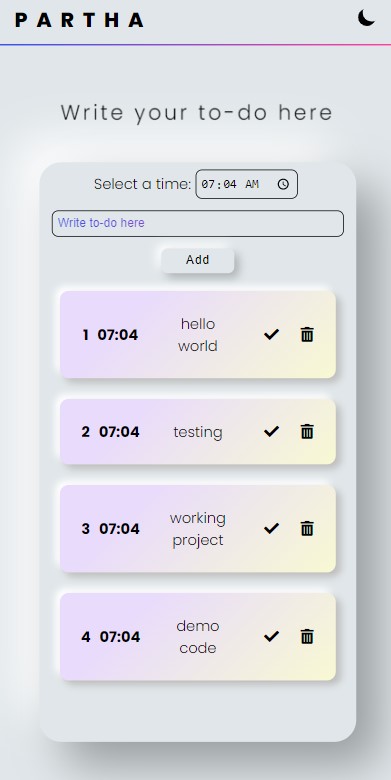 PARTHA
Write your to-do here
Select a time: 07:04 AM
Write to-do here
Add
1 07:04 hello
world
2 07:04 testing
3 07:04 working
project
4 07:04 demo
code